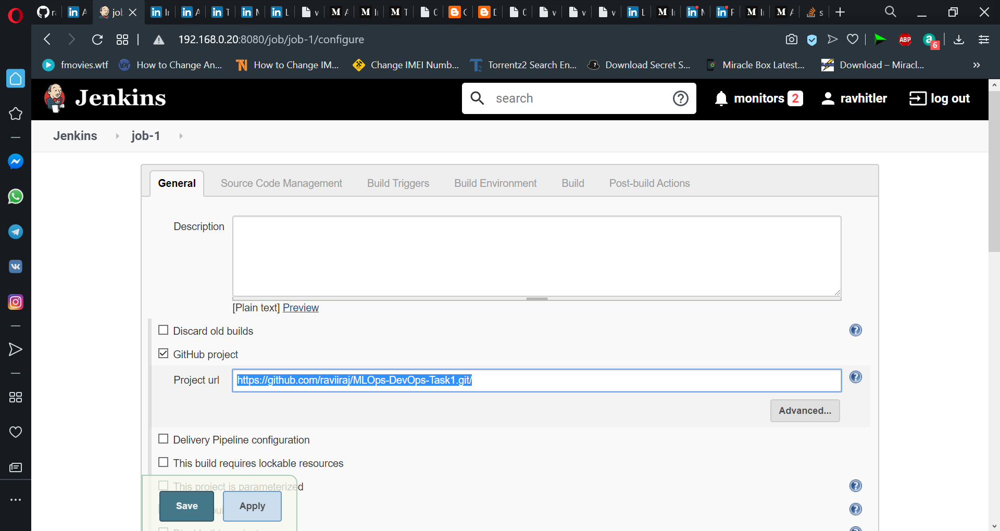 job
192.168.0.20:8080/job/job-1/configure
ABP
6
fmovies.wtf
How to Change An...
How to Change IM...
Change IMEI Numb...
Torrentz2 Search En...
Download Secret S...
Miracle Box Latest...
Download – Miracl...
Jenkins
search
monitors 2
ravhitler
log out
Jenkins
job-1
General
Source Code Management
Build Triggers
Build Environment
Build
Post-build Actions
Description
[Plain text] Preview
Discard old builds
GitHub project
Project url
https://github.com/raviiraj/MLOps-DevOps-Task1.git/
Advanced...
Delivery Pipeline configuration
This build requires lockable resources
This project is parameterized
Save
Apply